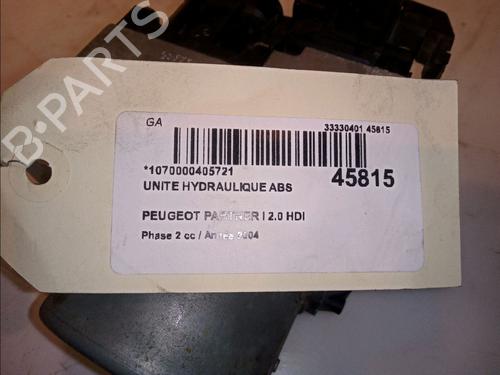 GA
33330401 45815
*1070000405721
45815
UNITE HYDRAULIQUE ABS
PEUGEOT PARTNER I 2.0 HDI
Phase 2 cc / Année 2004
B-PARTS